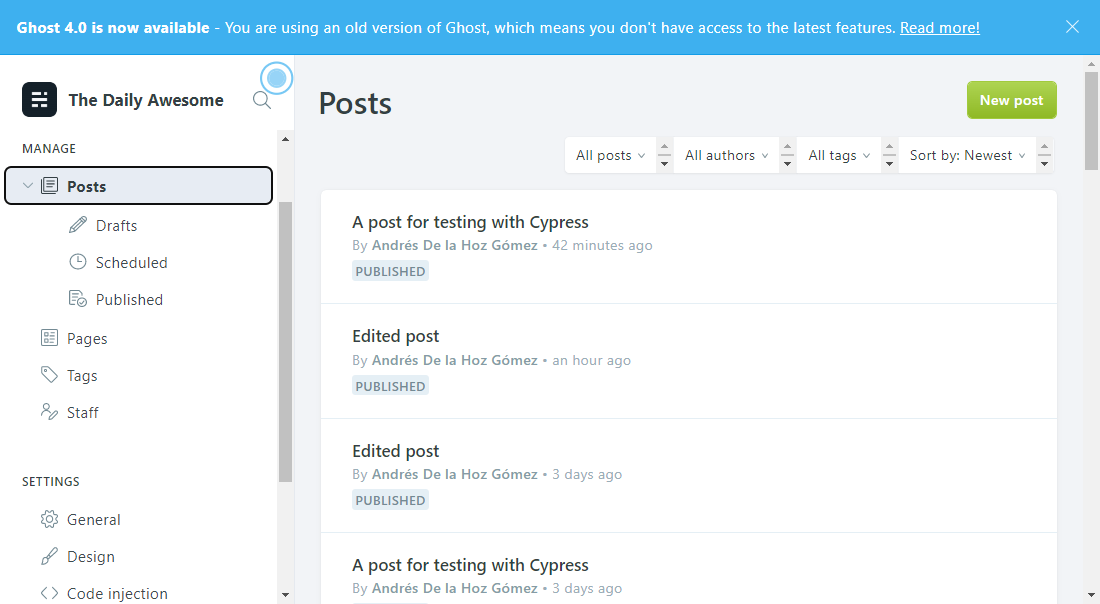 Ghost 4.0 is now available - You are using an old version of Ghost, which means you don't have access to the latest features. Read more!
The Daily Awesome
MANAGE
Posts
Drafts
Scheduled
Published
Pages
Tags
Staff
SETTINGS
General
Design
Code injection
Posts
New post
All posts
All authors
All tags
Sort by: Newest
A post for testing with Cypress
By Andrés De la Hoz Gómez • 42 minutes ago
PUBLISHED
Edited post
By Andrés De la Hoz Gómez • an hour ago
PUBLISHED
Edited post
By Andrés De la Hoz Gómez • 3 days ago
PUBLISHED
A post for testing with Cypress
By Andrés De la Hoz Gómez • 3 days ago